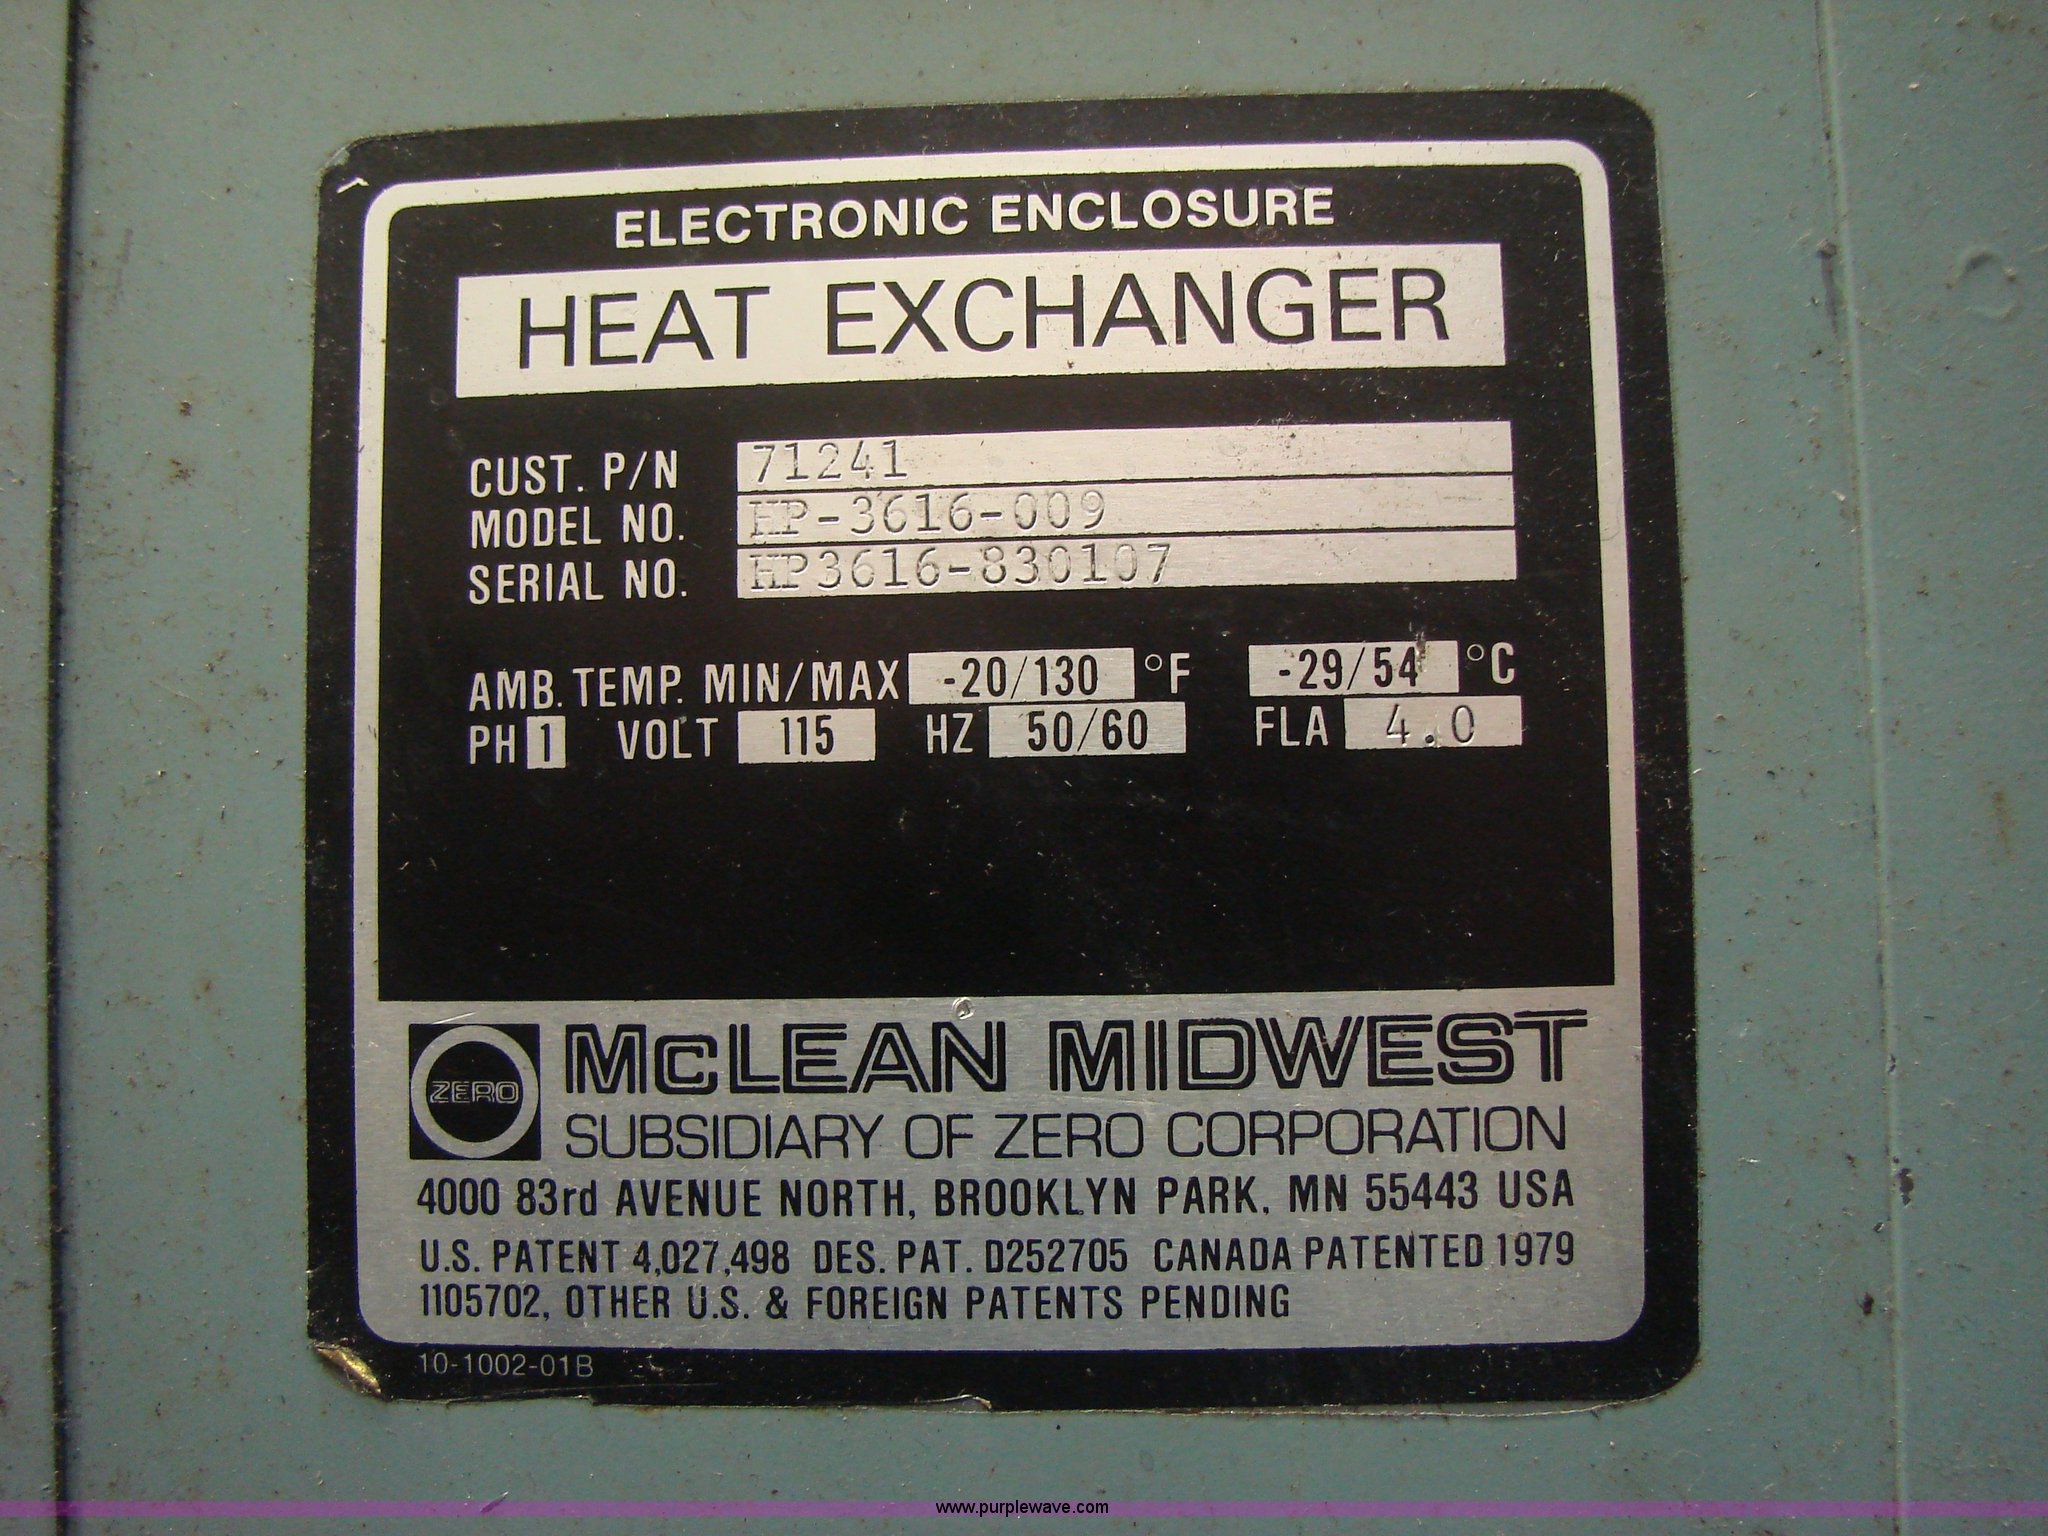 ELECTRONIC ENCLOSURE
HEAT EXCHANGER
CUST. P/N 71241
MODEL NO. HP-3616-009
SERIAL NO. HP3616-830107
AMB. TEMP. MIN/MAX -20/130 °F -29/54 °C
PH 1 VOLT 115 HZ 50/60 FLA 4.0
ZERO McLEAN MIDWEST
SUBSIDIARY OF ZERO CORPORATION
4000 83rd AVENUE NORTH, BROOKLYN PARK, MN 55443 USA
U.S. PATENT 4,027,498 DES. PAT. D252705 CANADA PATENTED 1979
1105702, OTHER U.S. & FOREIGN PATENTS PENDING
10-1002-01B
www.purplewave.com